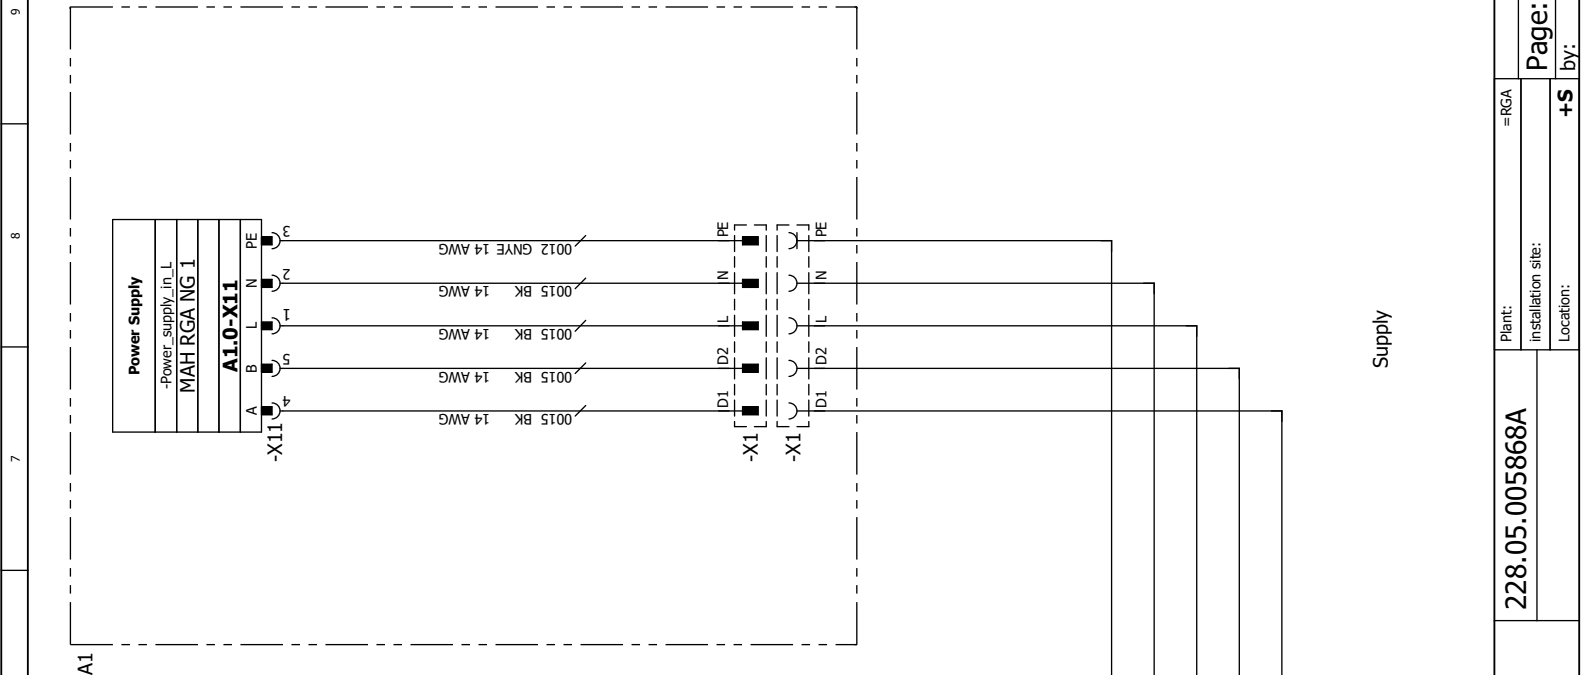 9
8
7
Power Supply
-Power_supply_in_L
MAH RGA NG 1
A1.0-X11
A B L N PE
4 5 1 2 3
-X11
0012 GNYE 14 AWG
0015 BK 14 AWG
0015 BK 14 AWG
0015 BK 14 AWG
0015 BK 14 AWG
D1 D2 L N PE
-X1
-X1
D1 D2 L N PE
A1
Supply
228.05.005868A
Plant: =RGA
installation site:
Location: +S
Page:
by: